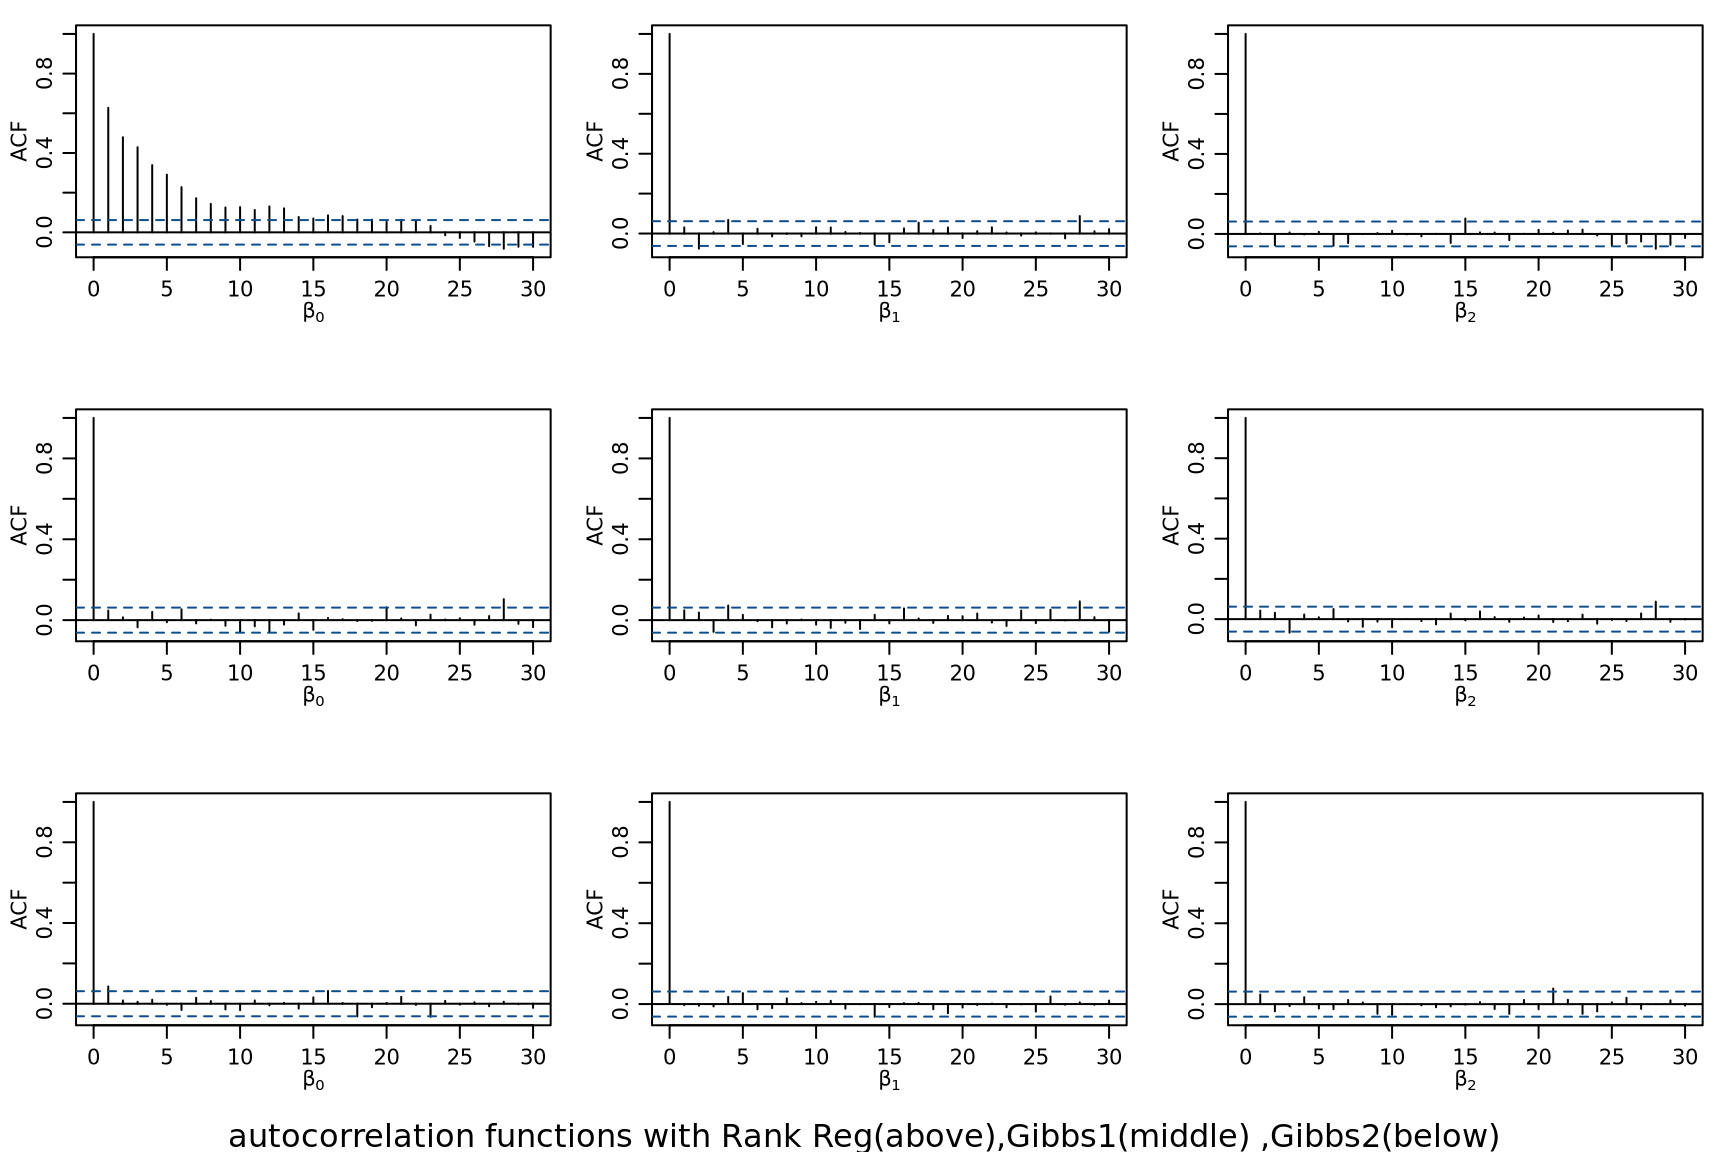 ACF ACF ACF
0.8 0.8 0.8
0.4 0.4 0.4
0.0 0.0 0.0
0 5 10 15 20 25 30 0 5 10 15 20 25 30 0 5 10 15 20 25 30
β0 β1 β2
ACF ACF ACF
0.8 0.8 0.8
0.4 0.4 0.4
0.0 0.0 0.0
0 5 10 15 20 25 30 0 5 10 15 20 25 30 0 5 10 15 20 25 30
β0 β1 β2
ACF ACF ACF
0.8 0.8 0.8
0.4 0.4 0.4
0.0 0.0 0.0
0 5 10 15 20 25 30 0 5 10 15 20 25 30 0 5 10 15 20 25 30
β0 β1 β2
autocorrelation functions with Rank Reg(above),Gibbs1(middle) ,Gibbs2(below)